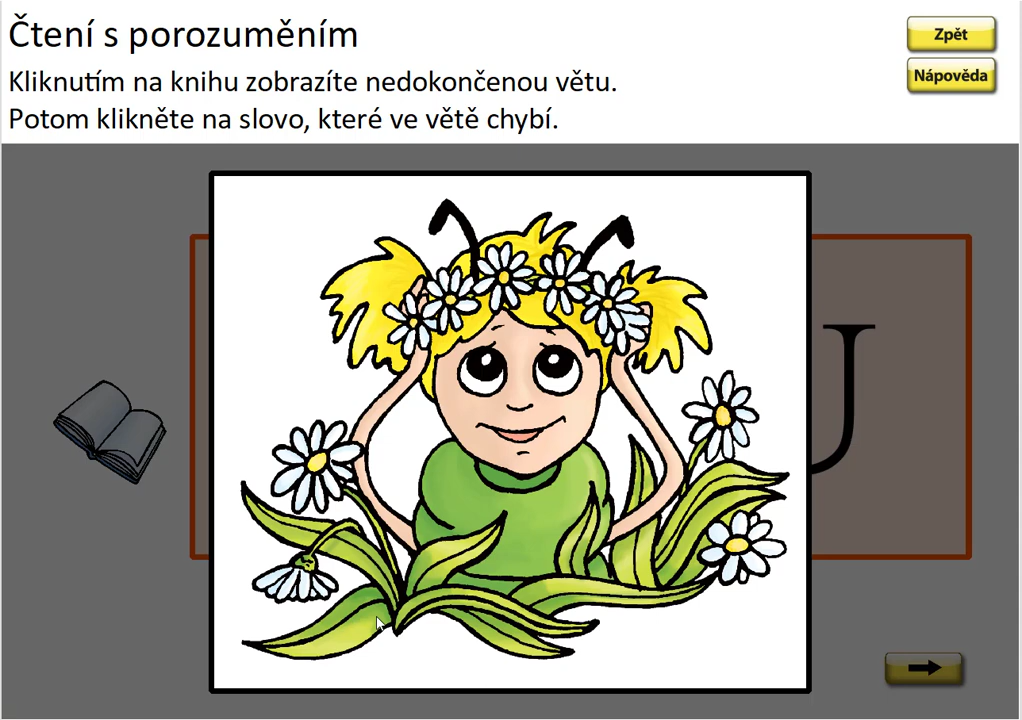 Čtení s porozuměním
Zpět
Nápověda
Kliknutím na knihu zobrazíte nedokončenou větu.
Potom klikněte na slovo, které ve větě chybí.